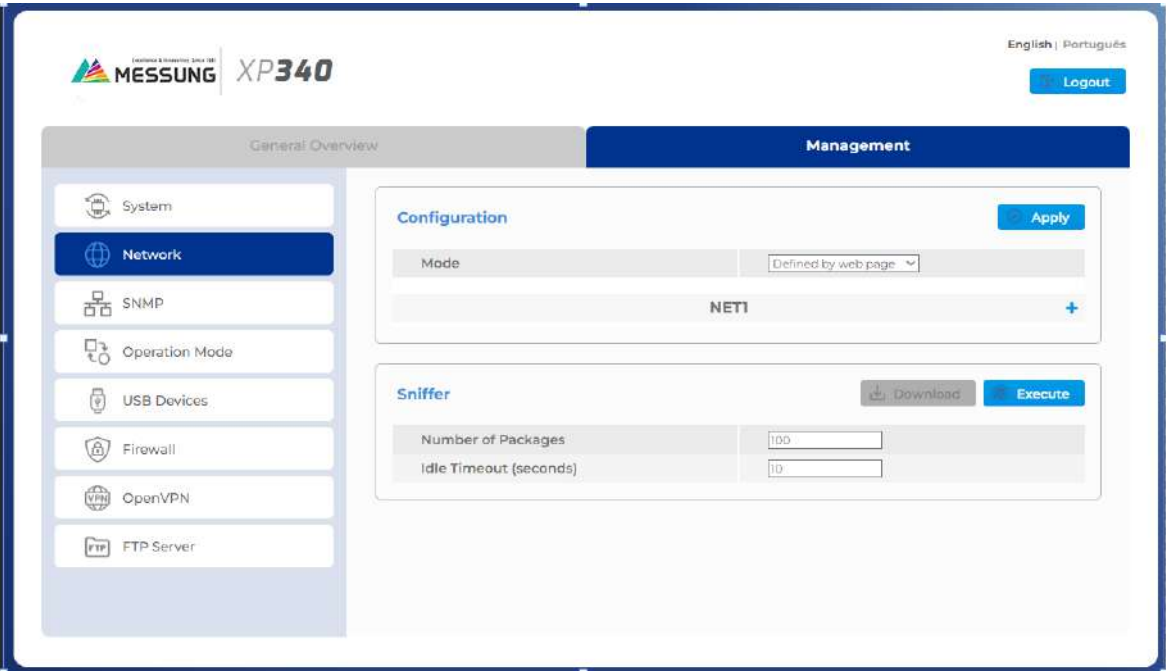 English | Português
MESSUNG XP340
Logout
General Overview
Management
System
Network
SNMP
Operation Mode
USB Devices
Firewall
VPN OpenVPN
FTP FTP Server
Configuration
Apply
Mode
Defined by web page
NET1 +
Sniffer
Download
Execute
Number of Packages
100
Idle Timeout (seconds)
10